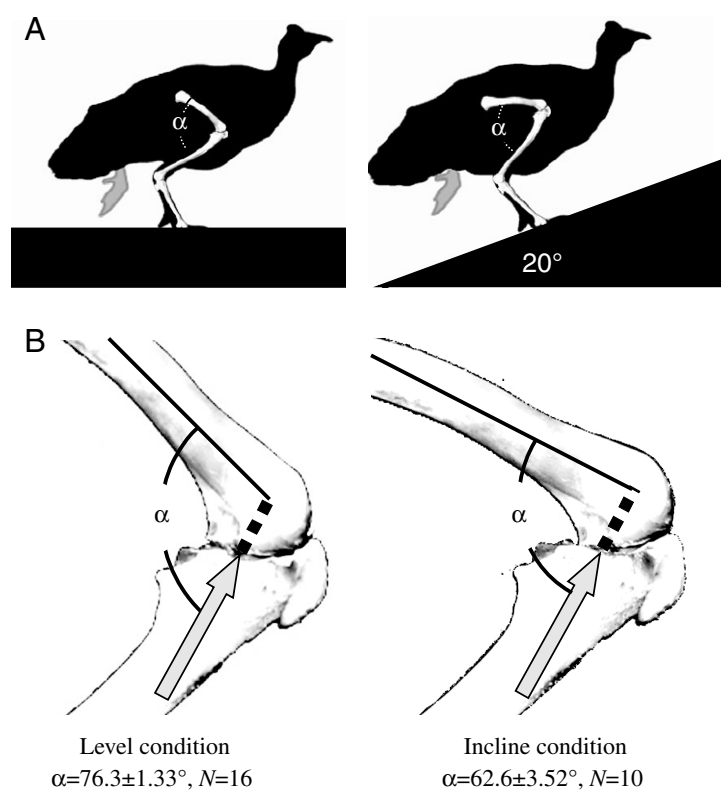 A
α
α
20°
B
α
α
Level condition
α=76.3±1.33°, N=16
Incline condition
α=62.6±3.52°, N=10